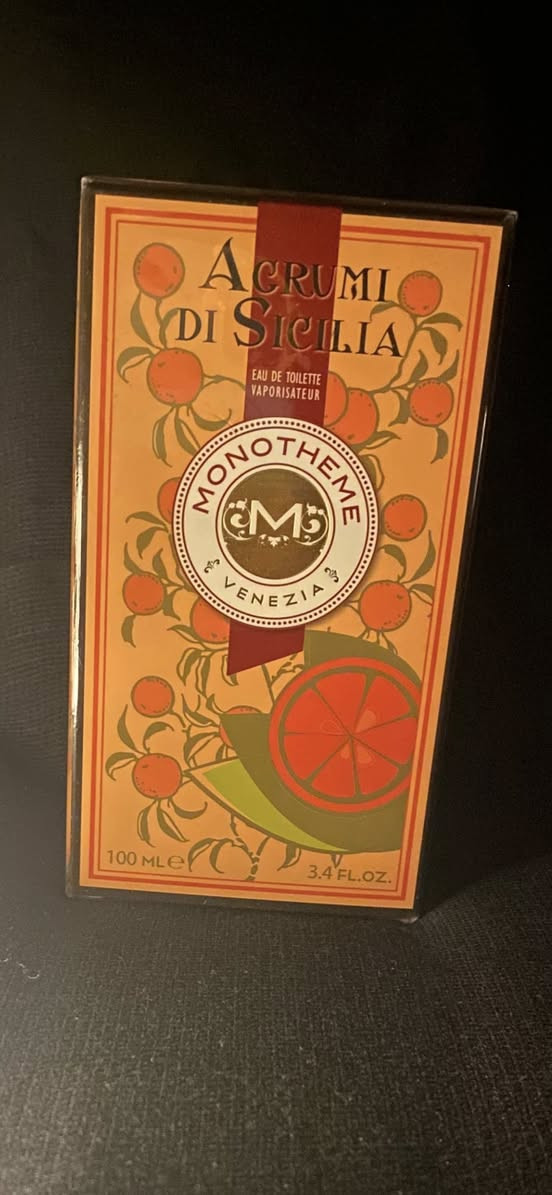 ACRUMI
DI SICILIA
EAU DE TOILETTE
VAPORISATEUR
MONOTHEME
M
VENEZIA
100 ML e
3.4 FL.OZ.